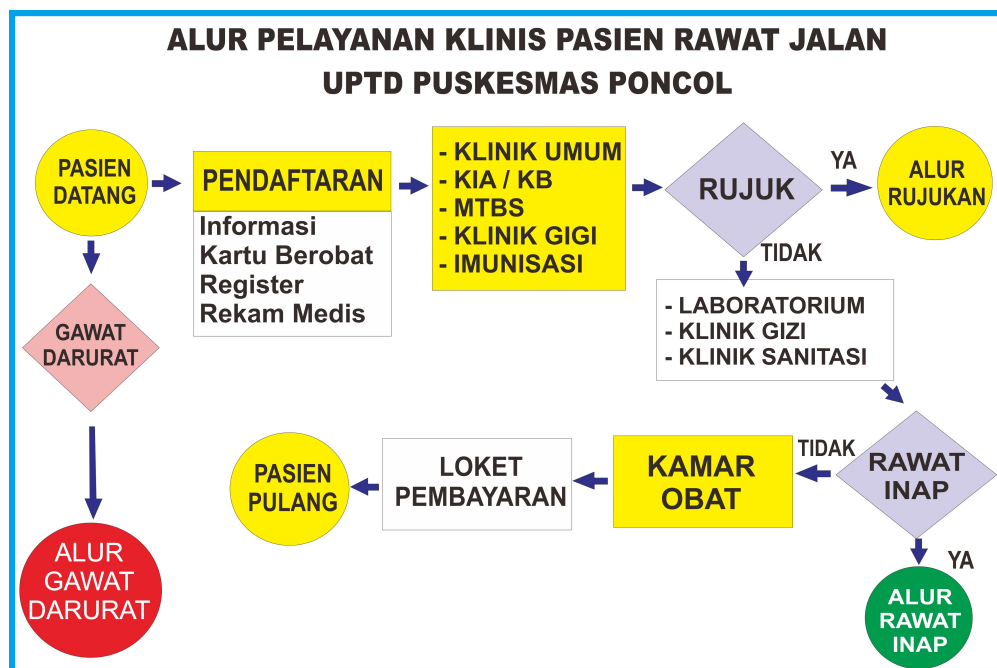 ALUR PELAYANAN KLINIS PASIEN RAWAT JALAN
UPTD PUSKESMAS PONCOL
PASIEN
DATANG
PENDAFTARAN
Informasi
Kartu Berobat
Register
Rekam Medis
- KLINIK UMUM
- KIA / KB
- MTBS
- KLINIK GIGI
- IMUNISASI
RUJUK
YA
ALUR
RUJUKAN
TIDAK
- LABORATORIUM
- KLINIK GIZI
- KLINIK SANITASI
GAWAT
DARURAT
ALUR
GAWAT
DARURAT
RAWAT
INAP
TIDAK
KAMAR
OBAT
LOKET
PEMBAYARAN
PASIEN
PULANG
YA
ALUR
RAWAT
INAP